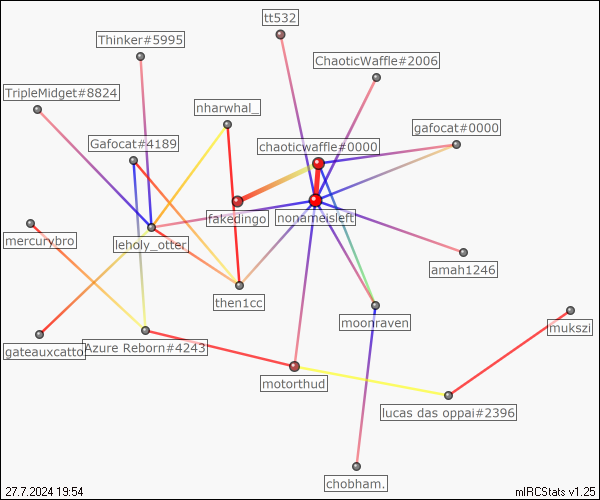 tt532
Thinker#5995
ChaoticWaffle#2006
TripleMidget#8824
nharwhal_
gafocat#0000
Gafocat#4189
chaoticwaffle#0000
fakedingo
nonameisleft
mercurybro
leholy_otter
amah1246
then1cc
moonraven
mukszi
gateauxcatto
Azure Reborn#4243
motorthud
lucas das oppai#2396
chobham.
27.7.2024 19:54
mIRCStats v1.25